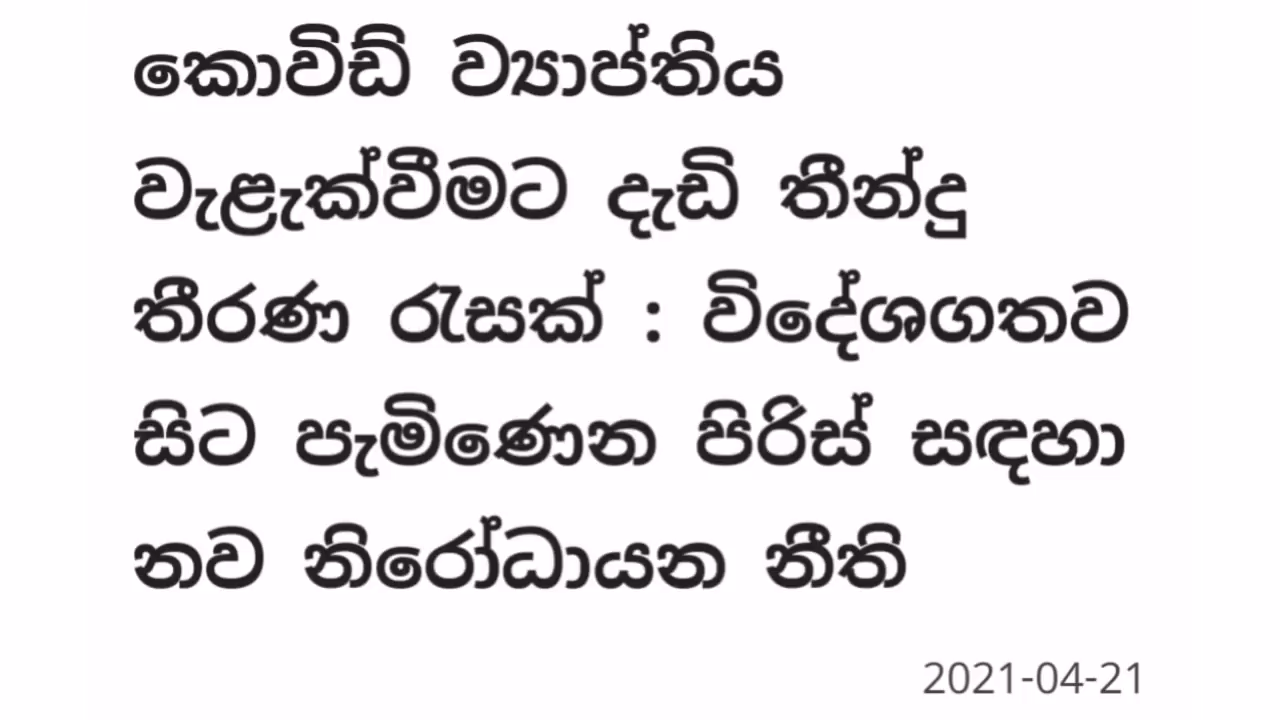 කොවිඩ් ව්‍යාප්තිය
වැළැක්වීමට දැඩි තීන්දු
තීරණ රැසක් : විදේශගතව
සිට පැමිණෙන පිරිස් සඳහා
නව නිරෝධායන නීති
2021-04-21